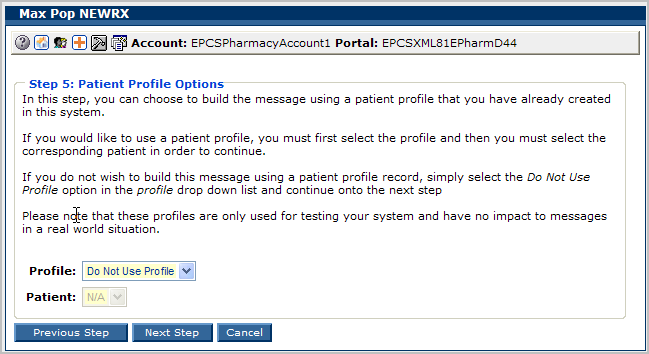 Max Pop NEWRX
Account: EPCSPharmacyAccount1 Portal: EPCSXML81EPharmD44
Step 5: Patient Profile Options
In this step, you can choose to build the message using a patient profile that you have already created
in this system.
If you would like to use a patient profile, you must first select the profile and then you must select the
corresponding patient in order to continue.
If you do not wish to build this message using a patient profile record, simply select the Do Not Use
Profile option in the profile drop down list and continue onto the next step
Please note that these profiles are only used for testing your system and have no impact to messages
in a real world situation.
Profile: Do Not Use Profile
Patient: N/A
Previous Step Next Step Cancel